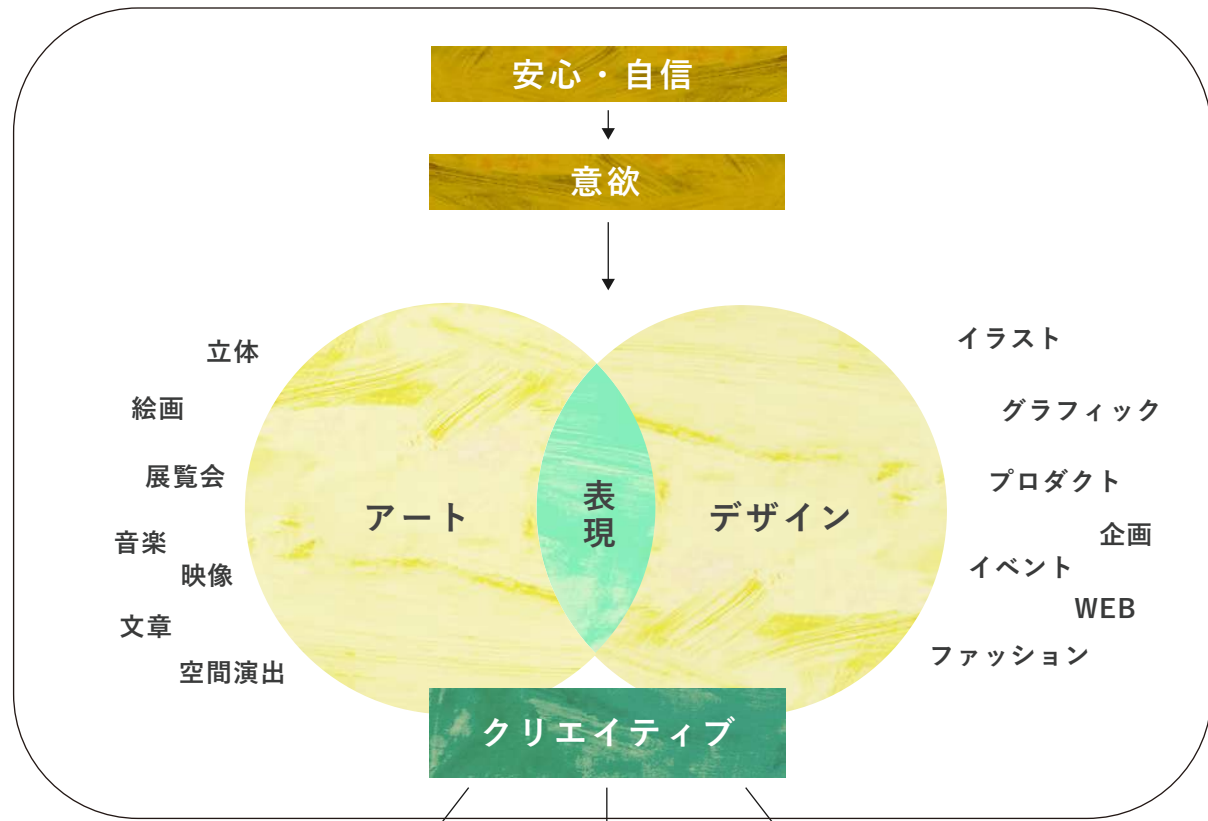 安心・自信
意欲
立体
絵画
展覧会
音楽
映像
文章
空間演出
アート
表現
デザイン
イラスト
グラフィック
プロダクト
企画
イベント
WEB
ファッション
クリエイティブ